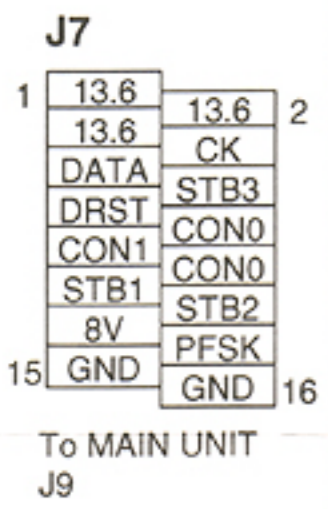 J7
1 13.6 13.6 2
13.6 CK
DATA STB3
DRST CON0
CON1 CON0
STB1 STB2
8V PFSK
15 GND GND 16
To MAIN UNIT
J9